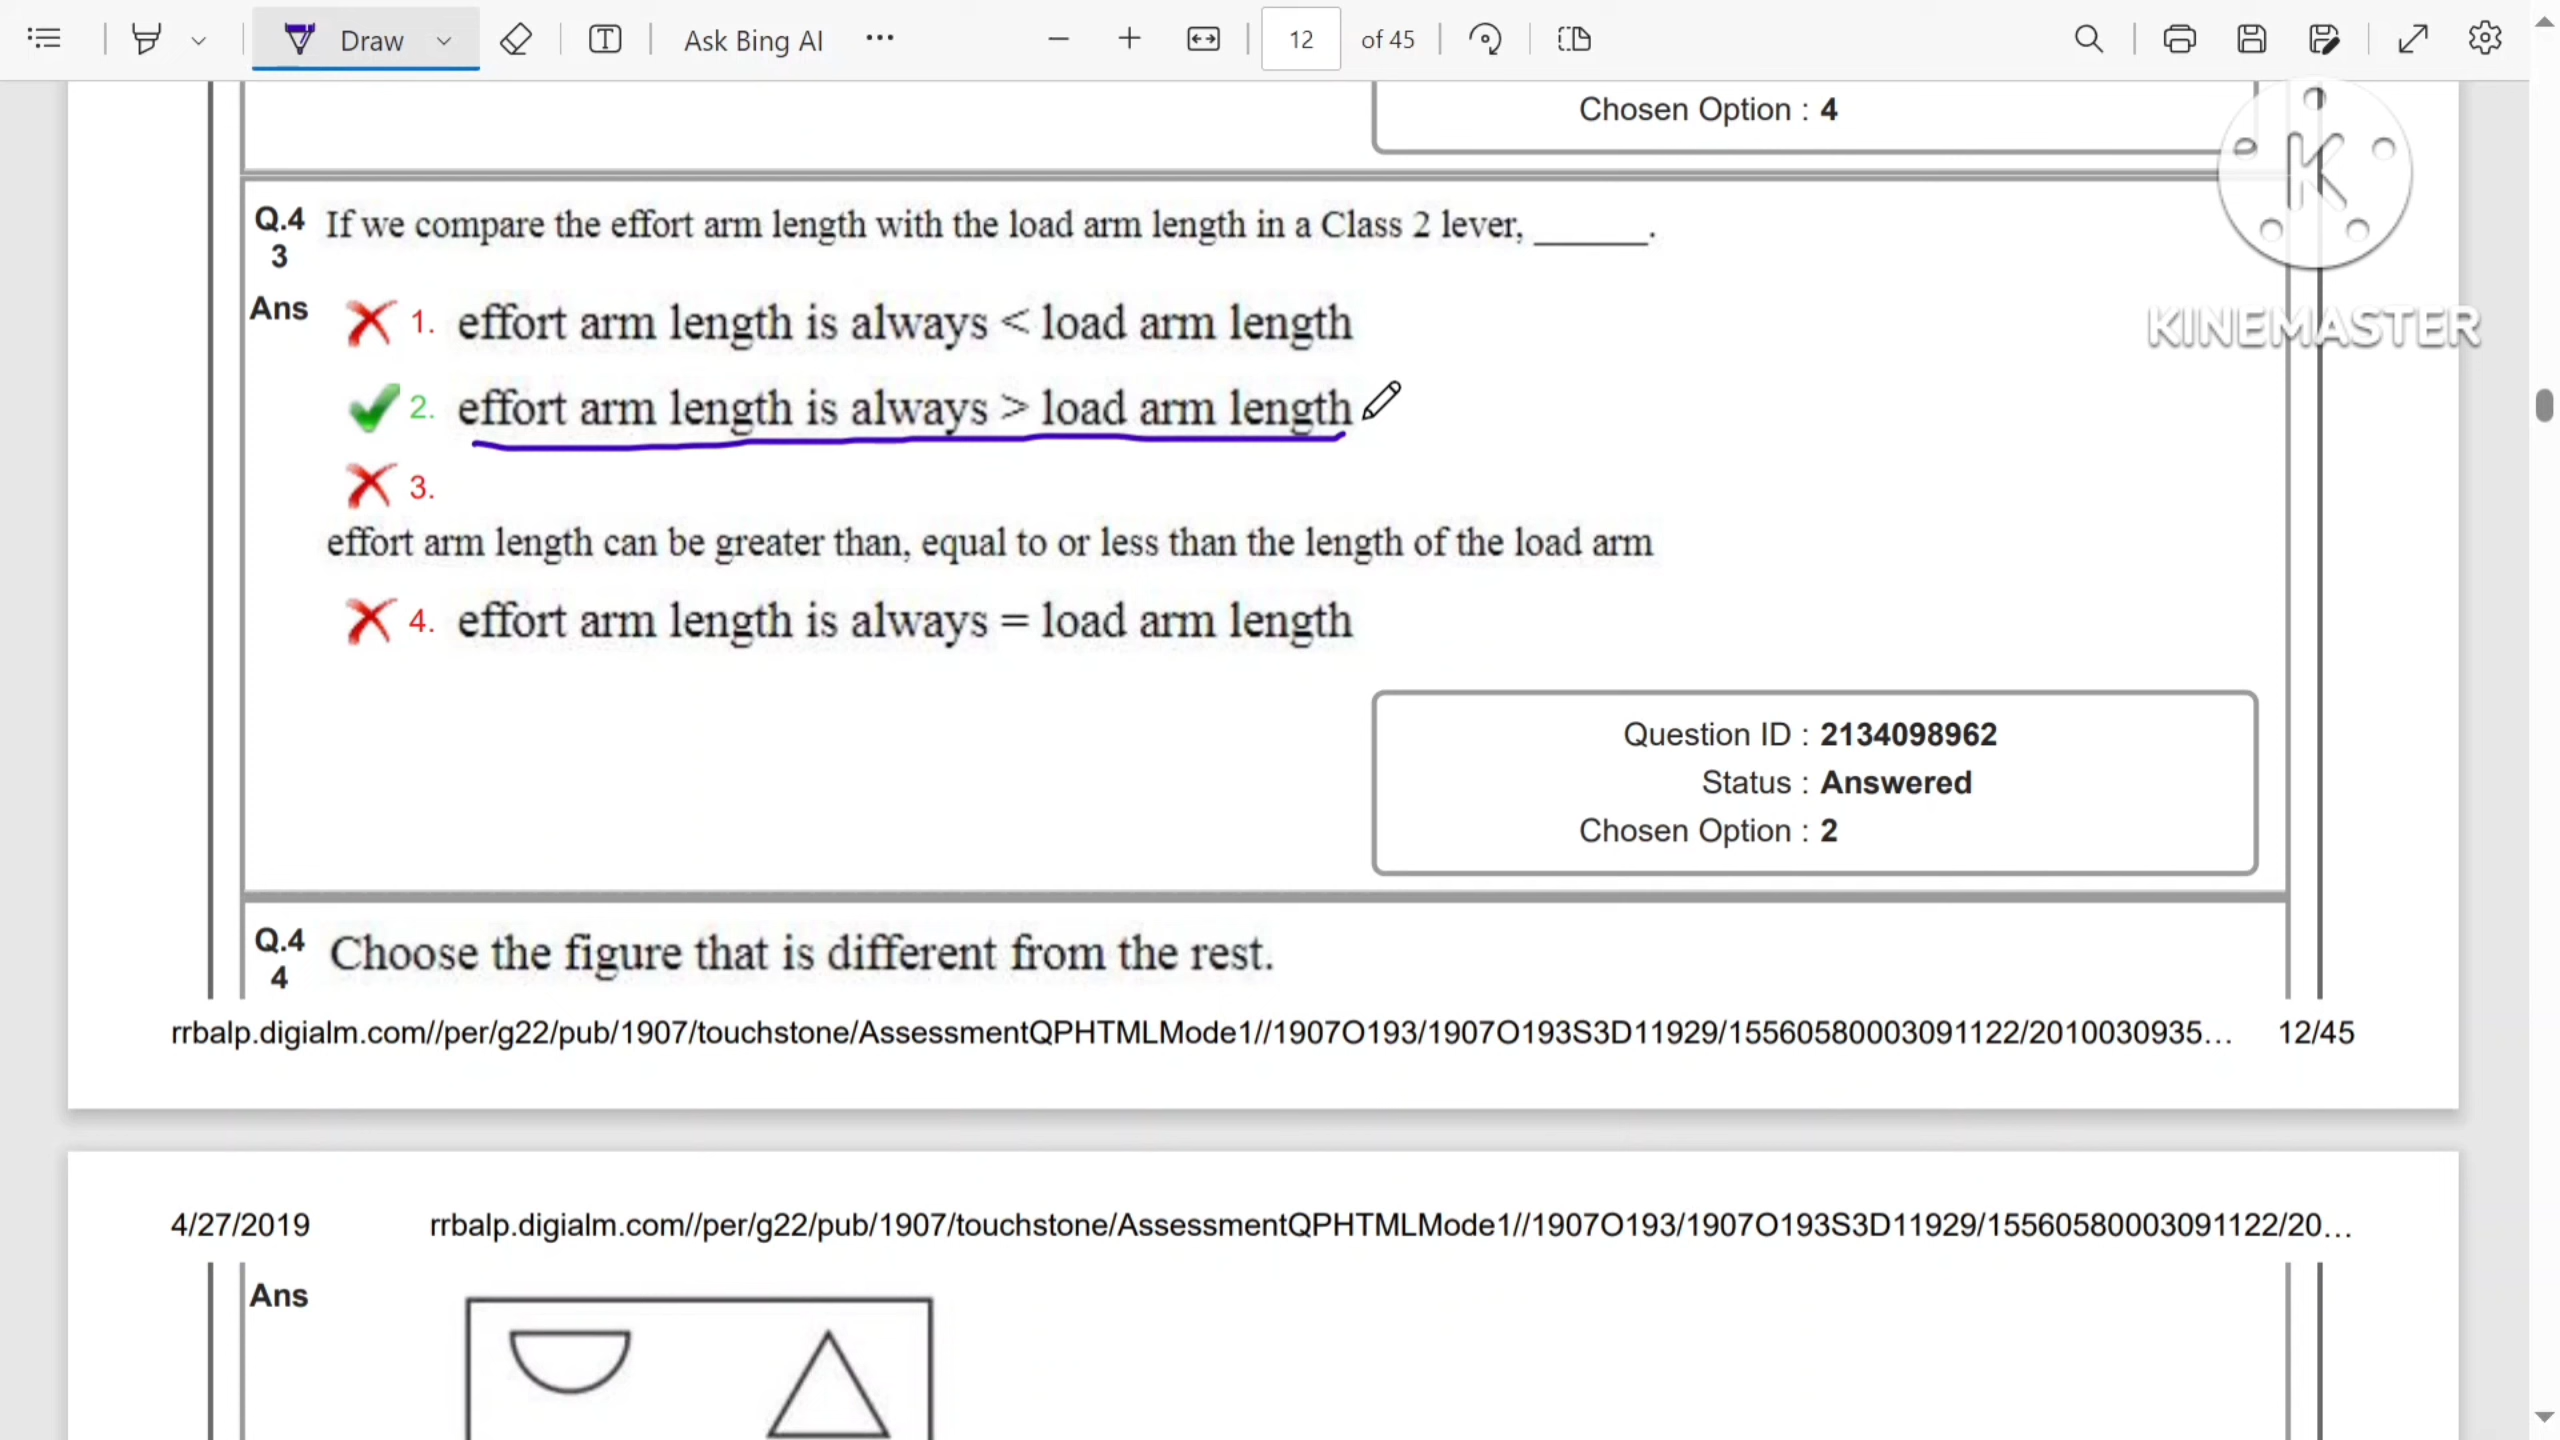 Draw
Ask Bing AI
12 of 45
Chosen Option : 4
KINEMASTER
Q.4
3
If we compare the effort arm length with the load arm length in a Class 2 lever, ______.
Ans
1. effort arm length is always < load arm length
2. effort arm length is always > load arm length
3.
effort arm length can be greater than, equal to or less than the length of the load arm
4. effort arm length is always = load arm length
Question ID : 2134098962
Status : Answered
Chosen Option : 2
Q.4
4
Choose the figure that is different from the rest.
rrbalp.digialm.com//per/g22/pub/1907/touchstone/AssessmentQPHTMLMode1//1907O193/1907O193S3D11929/15560580003091122/2010030935… 12/45
4/27/2019 rrbalp.digialm.com//per/g22/pub/1907/touchstone/AssessmentQPHTMLMode1//1907O193/1907O193S3D11929/15560580003091122/20…
Ans